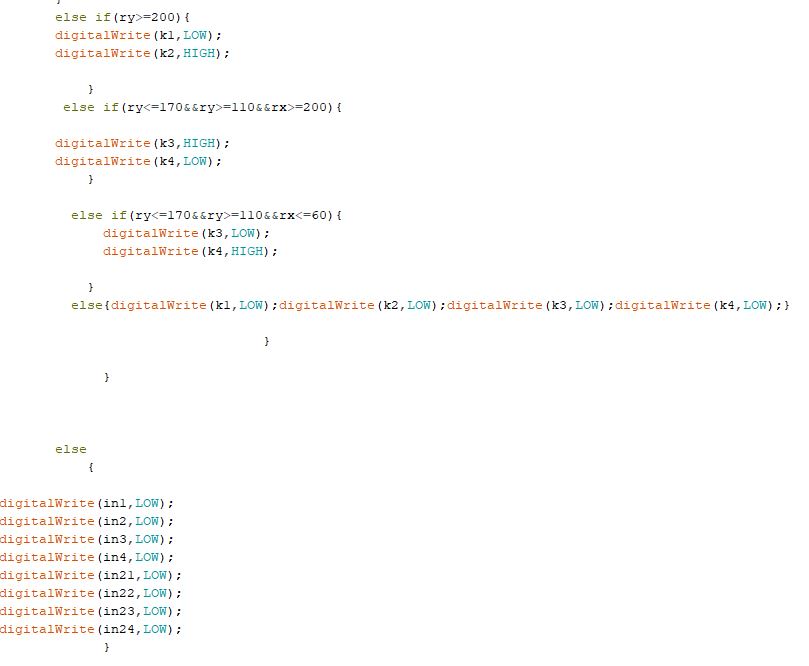 }
else if(ry>=200){
digitalWrite(k1,LOW);
digitalWrite(k2,HIGH);
}
else if(ry<=170&&ry>=110&&rx>=200){
digitalWrite(k3,HIGH);
digitalWrite(k4,LOW);
}
else if(ry<=170&&ry>=110&&rx<=60){
digitalWrite(k3,LOW);
digitalWrite(k4,HIGH);
}
else{digitalWrite(k1,LOW);digitalWrite(k2,LOW);digitalWrite(k3,LOW);digitalWrite(k4,LOW);}
}
}
else
{
digitalWrite(in1,LOW);
digitalWrite(in2,LOW);
digitalWrite(in3,LOW);
digitalWrite(in4,LOW);
digitalWrite(in21,LOW);
digitalWrite(in22,LOW);
digitalWrite(in23,LOW);
digitalWrite(in24,LOW);
}